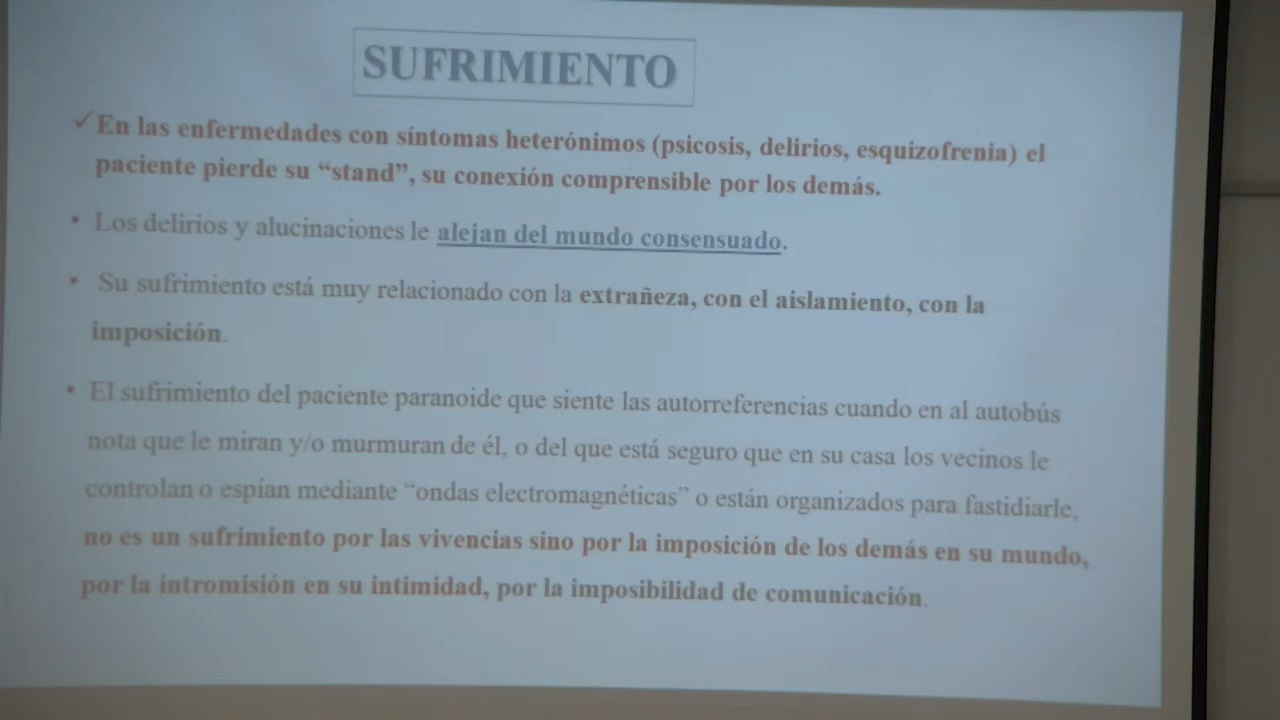 SUFRIMIENTO
✓ En las enfermedades con síntomas heterónimos (psicosis, delirios, esquizofrenia) el
paciente pierde su “stand”, su conexión comprensible por los demás.
• Los delirios y alucinaciones le alejan del mundo consensuado.
• Su sufrimiento está muy relacionado con la extrañeza, con el aislamiento, con la
imposición.
• El sufrimiento del paciente paranoide que siente las autorreferencias cuando en al autobús
nota que le miran y/o murmuran de él, o del que está seguro que en su casa los vecinos le
controlan o espían mediante “ondas electromagnéticas” o están organizados para fastidiarle,
no es un sufrimiento por las vivencias sino por la imposición de los demás en su mundo,
por la intromisión en su intimidad, por la imposibilidad de comunicación.